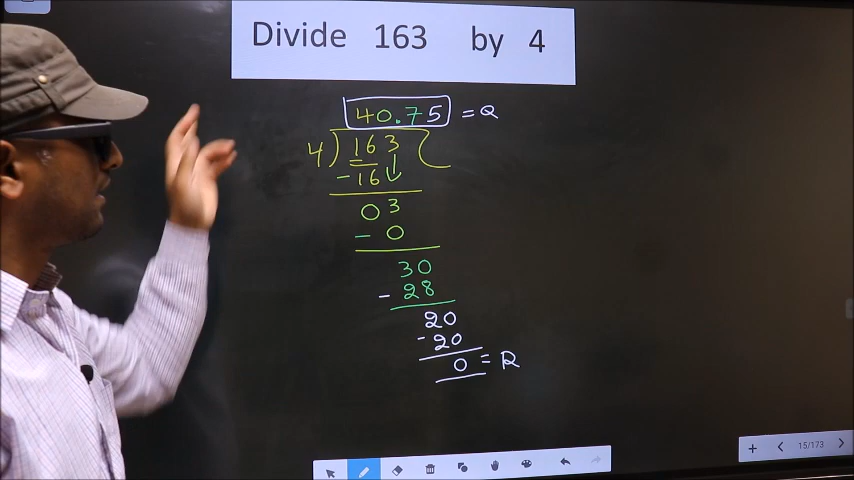 Divide 163 by 4
40.75 = Q
4) 163 (
-16↓
03
- 0
30
- 28
20
-20
0 = R
15/173